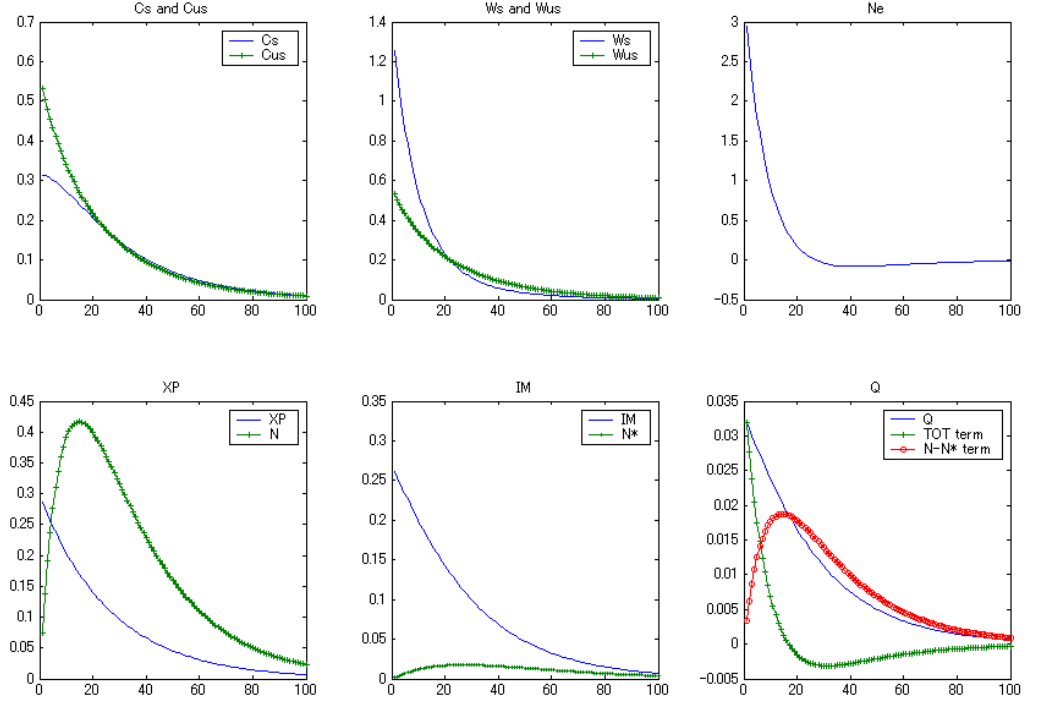 Cs and Cus
0.7
0.6
0.5
0.4
0.3
0.2
0.1
0
0 20 40 60 80 100
Cs
Cus
Ws and Wus
1.4
1.2
1
0.8
0.6
0.4
0.2
0
0 20 40 60 80 100
Ws
Wus
Ne
3
2.5
2
1.5
1
0.5
0
-0.5
0 20 40 60 80 100
XP
0.45
0.4
0.35
0.3
0.25
0.2
0.15
0.1
0.05
0
0 20 40 60 80 100
XP
N
IM
0.35
0.3
0.25
0.2
0.15
0.1
0.05
0
0 20 40 60 80 100
IM
N*
Q
0.035
0.03
0.025
0.02
0.015
0.01
0.005
0
-0.005
0 20 40 60 80 100
Q
TOT term
N-N* term